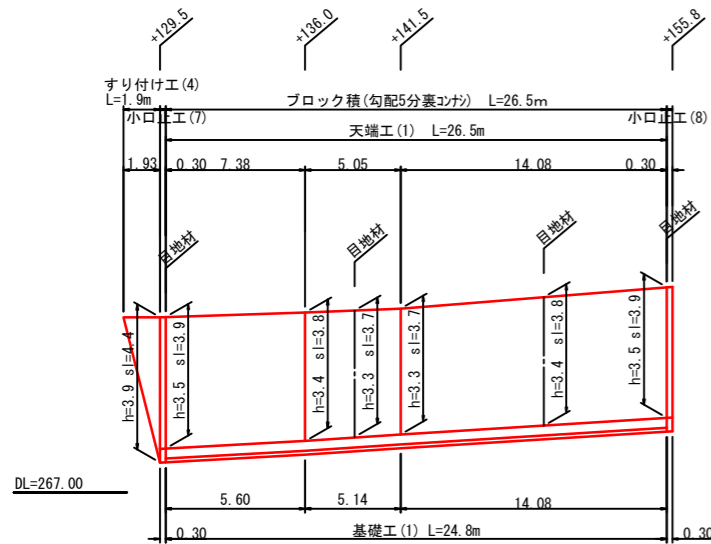 +129.5
+136.0
+141.5
+155.8
すり付け工(4)
L=1.9m
ブロック積(勾配5分裏コンナシ) L=26.5m
小口止工(7)
小口止工(8)
天端工(1) L=26.5m
1.93
0.30
7.38
5.05
14.08
0.30
目地材
目地材
目地材
目地材
h=3.9 sl=4.4
h=3.5 sl=3.9
h=3.4 sl=3.8
h=3.3 sl=3.7
h=3.3 sl=3.7
h=3.4 sl=3.8
h=3.5 sl=3.9
DL=267.00
5.60
5.14
14.08
0.30
基礎工(1) L=24.8m
0.30